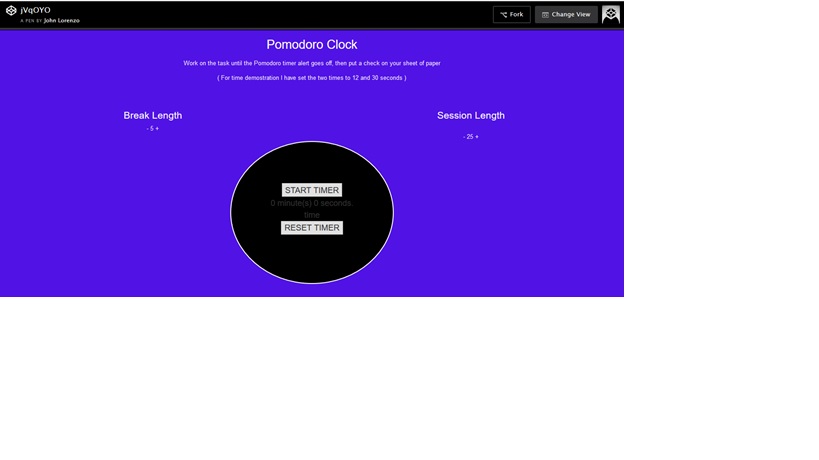 jVqOYO
A PEN BY John Lorenzo
Fork
Change View
Pomodoro Clock
Work on the task until the Pomodoro timer alert goes off, then put a check on your sheet of paper
( For time demostration I have set the two times to 12 and 30 seconds )
Break Length
- 5 +
Session Length
- 25 +
START TIMER
0 minute(s) 0 seconds.
time
RESET TIMER